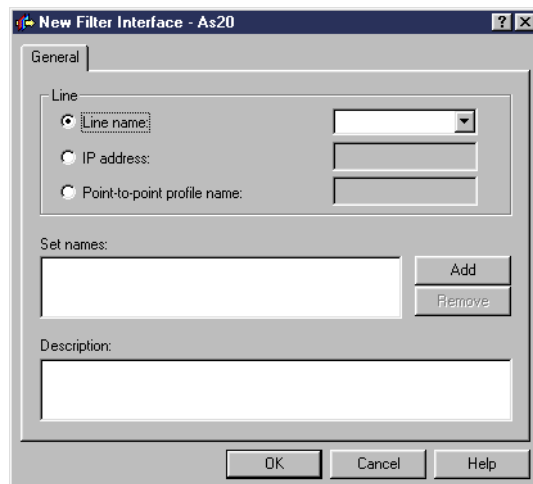 New Filter Interface - As20
General
Line
Line name:
IP address:
Point-to-point profile name:
Set names:
Add
Remove
Description:
OK
Cancel
Help